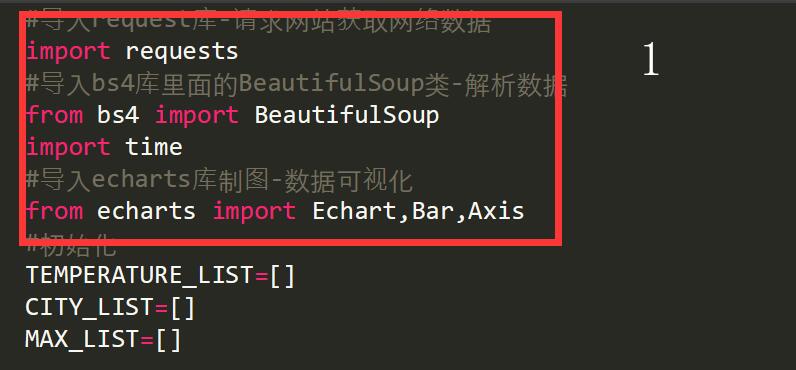 #导入request库-请求网站获取网络数据
import requests
1
#导入bs4库里面的BeautifulSoup类-解析数据
from bs4 import BeautifulSoup
import time
#导入echarts库制图-数据可视化
from echarts import Echart,Bar,Axis
#初始化
TEMPERATURE_LIST=[]
CITY_LIST=[]
MAX_LIST=[]